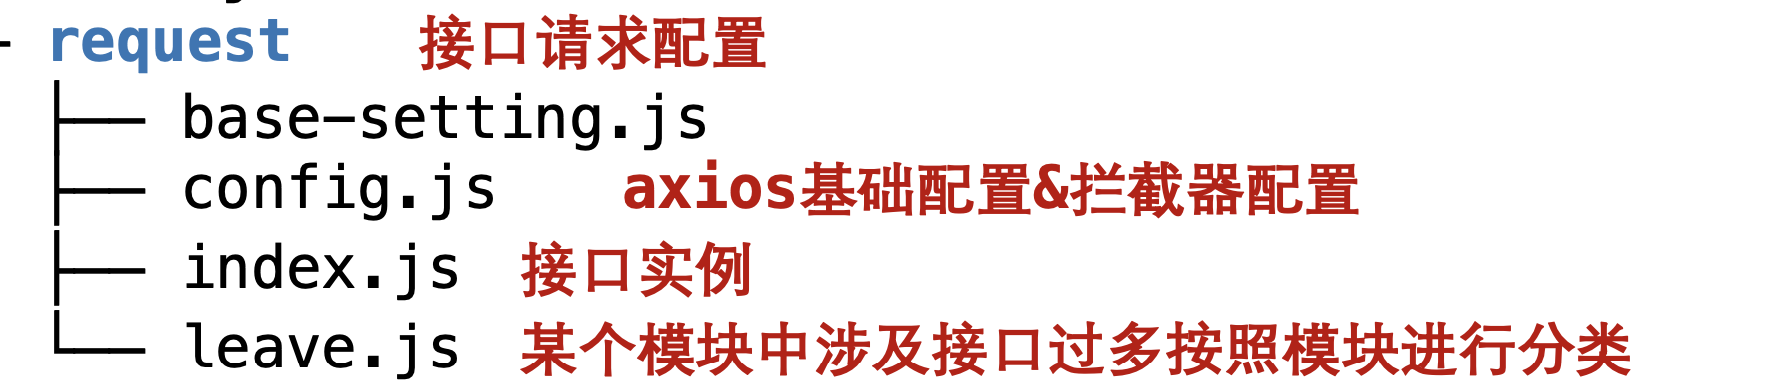 request 接口请求配置
├── base-setting.js
├── config.js axios基础配置&拦截器配置
├── index.js 接口实例
└── leave.js 某个模块中涉及接口过多按照模块进行分类